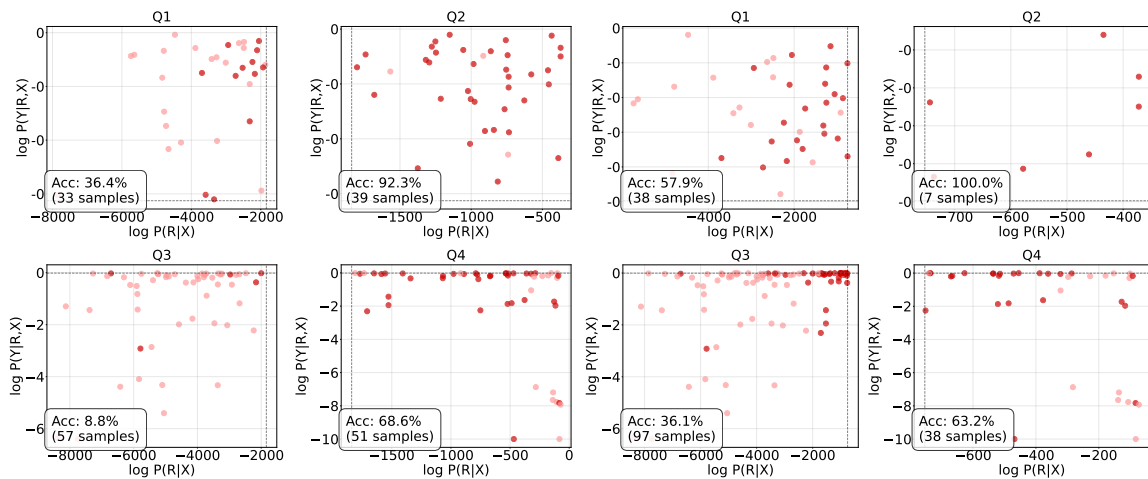 Q1
0
-0
-0
-0
log P(Y|R,X)
Acc: 36.4%
(33 samples)
−8000 −6000 −4000 −2000
log P(R|X)
Q2
0
-0
-0
-0
log P(Y|R,X)
Acc: 92.3%
(39 samples)
−1500 −1000 −500
log P(R|X)
Q1
0
-0
-0
-0
-0
log P(Y|R,X)
Acc: 57.9%
(38 samples)
−4000 −2000
log P(R|X)
Q2
-0
-0
-0
-0
-0
log P(Y|R,X)
Acc: 100.0%
(7 samples)
−700 −600 −500 −400
log P(R|X)
Q3
0
−2
−4
−6
log P(Y|R,X)
Acc: 8.8%
(57 samples)
−8000 −6000 −4000 −2000
log P(R|X)
Q4
0
−2
−4
−6
−8
−10
log P(Y|R,X)
Acc: 68.6%
(51 samples)
−1500 −1000 −500 0
log P(R|X)
Q3
0
−2
−4
−6
log P(Y|R,X)
Acc: 36.1%
(97 samples)
−8000 −6000 −4000 −2000
log P(R|X)
Q4
0
−2
−4
−6
−8
−10
log P(Y|R,X)
Acc: 63.2%
(38 samples)
−600 −400 −200
log P(R|X)